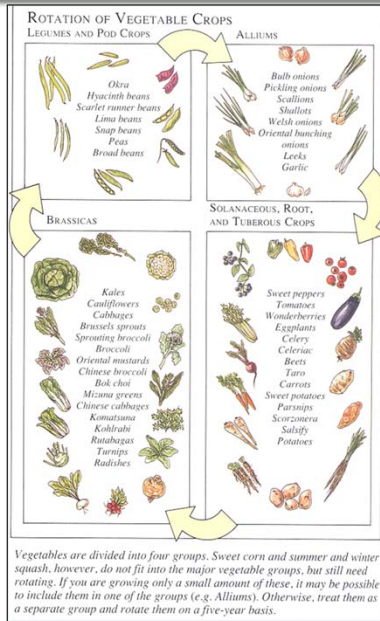 ROTATION OF VEGETABLE CROPS
LEGUMES AND POD CROPS
Okra
Hyacinth beans
Scarlet runner beans
Lima beans
Snap beans
Peas
Broad beans
ALLIUMS
Bulb onions
Pickling onions
Scallions
Shallots
Welsh onions
Oriental bunching
onions
Leeks
Garlic
BRASSICAS
Kales
Cauliflowers
Cabbages
Brussels sprouts
Sprouting broccoli
Broccoli
Oriental mustards
Chinese broccoli
Bok choi
Mizuna greens
Chinese cabbages
Komatsuna
Kohlrabi
Rutabagas
Turnips
Radishes
SOLANACEOUS, ROOT,
AND TUBEROUS CROPS
Sweet peppers
Tomatoes
Wonderberries
Eggplants
Celery
Celeriac
Beets
Taro
Carrots
Sweet potatoes
Parsnips
Scorzonera
Salsify
Potatoes
Vegetables are divided into four groups. Sweet corn and summer and winter
squash, however, do not fit into the major vegetable groups, but still need
rotating. If you are growing only a small amount of these, it may be possible
to include them in one of the groups (e.g. Alliums). Otherwise, treat them as
a separate group and rotate them on a five-year basis.